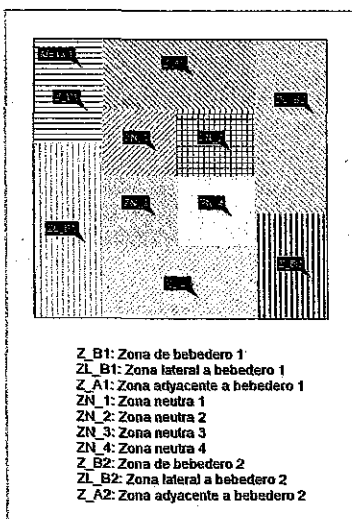 Z_B1: Zona de bebedero 1
ZL_B1: Zona lateral a bebedero 1
Z_A1: Zona adyacente a bebedero 1
ZN_1: Zona neutra 1
ZN_2: Zona neutra 2
ZN_3: Zona neutra 3
ZN_4: Zona neutra 4
Z_B2: Zona de bebedero 2
ZL_B2: Zona lateral a bebedero 2
Z_A2: Zona adyacente a bebedero 2